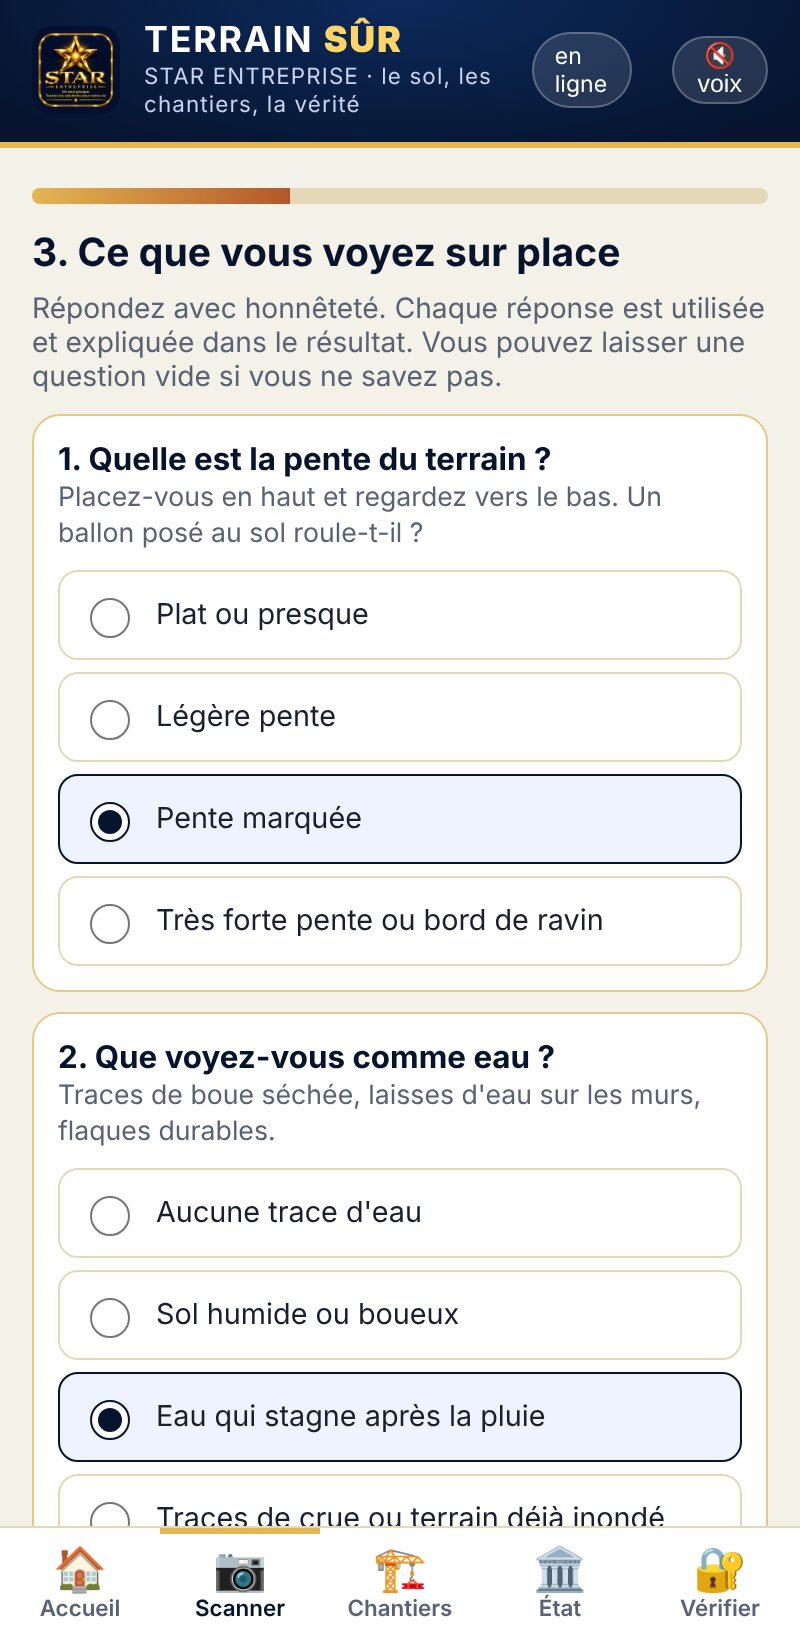 STAR
ENTREPRISE
TERRAIN SÛR
STAR ENTREPRISE · le sol, les
chantiers, la vérité
en
ligne
voix
3. Ce que vous voyez sur place
Répondez avec honnêteté. Chaque réponse est utilisée
et expliquée dans le résultat. Vous pouvez laisser une
question vide si vous ne savez pas.
1. Quelle est la pente du terrain ?
Placez-vous en haut et regardez vers le bas. Un
ballon posé au sol roule-t-il ?
Plat ou presque
Légère pente
Pente marquée
Très forte pente ou bord de ravin
2. Que voyez-vous comme eau ?
Traces de boue séchée, laisses d'eau sur les murs,
flaques durables.
Aucune trace d'eau
Sol humide ou boueux
Eau qui stagne après la pluie
Traces de crue ou terrain déjà inondé
Accueil
Scanner
Chantiers
État
Vérifier